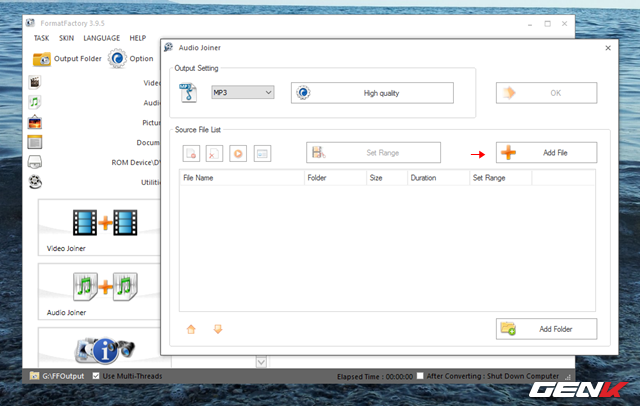 FormatFactory 3.9.5
TASK SKIN LANGUAGE HELP
Output Folder Option
Video
Audio
Pictur
Docum
ROM Device\D
Utiliti
Video Joiner
Audio Joiner
Audio Joiner
Output Setting
MP3
MP3
High quality
OK
Source File List
Set Range
Add File
File Name Folder Size Duration Set Range
Add Folder
G:\FFOutput Use Multi-Threads Elapsed Time : 00:00:00 After Converting : Shut Down Computer
GENK